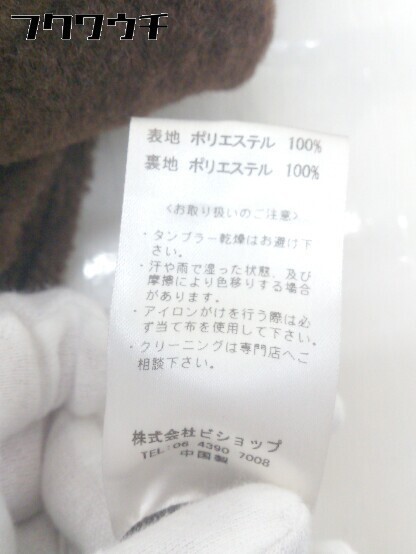 フクウウチ
表地 ポリエステル 100%
裏地 ポリエステル 100%
<お取り扱いのご注意>
・タンブラー乾燥はお避け下
さい。
・汗や雨で湿った状態、及び
摩擦により色移りする場合
があります。
・アイロンがけを行う際は必
ず当て布を使用して下さい。
・クリーニングは専門店へご
相談下さい。
株式会社ビショップ
TEL:06 4390 7008
中国製